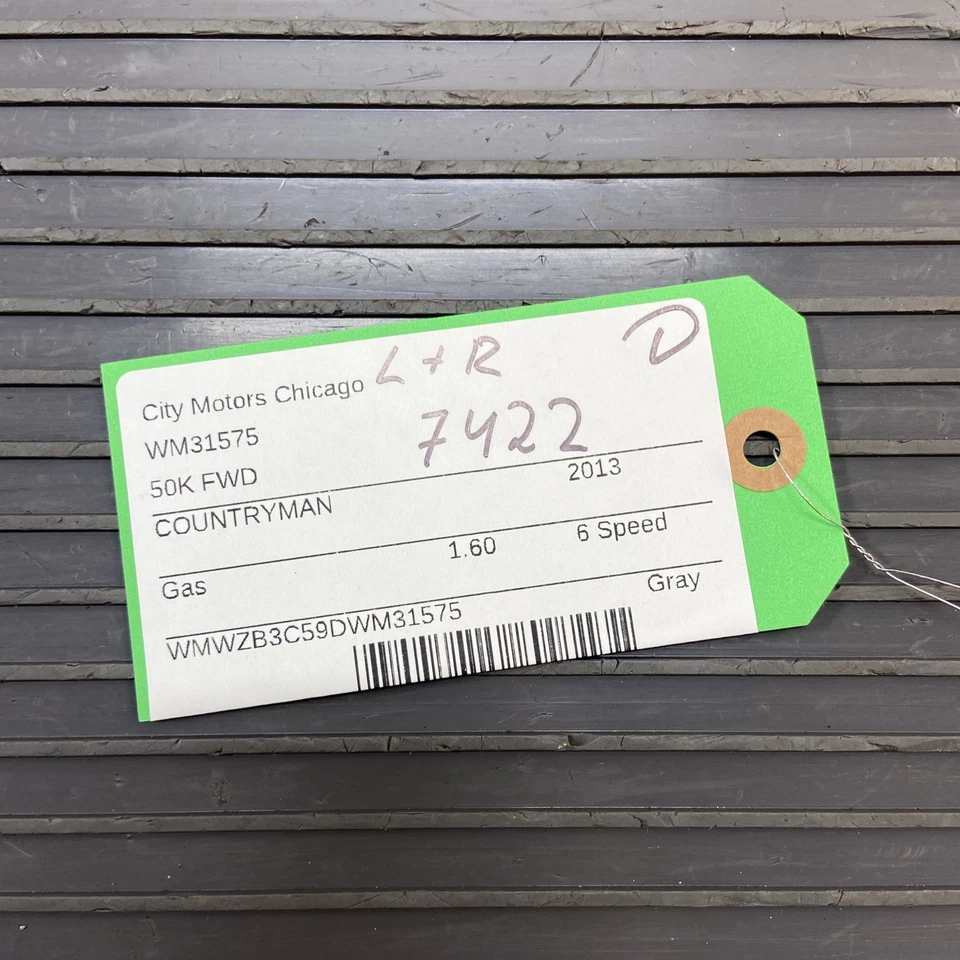 L + R D
City Motors Chicago
WM31575 7422
50K FWD 2013
COUNTRYMAN
1.60 6 Speed
Gas Gray
WMWZB3C59DWM31575